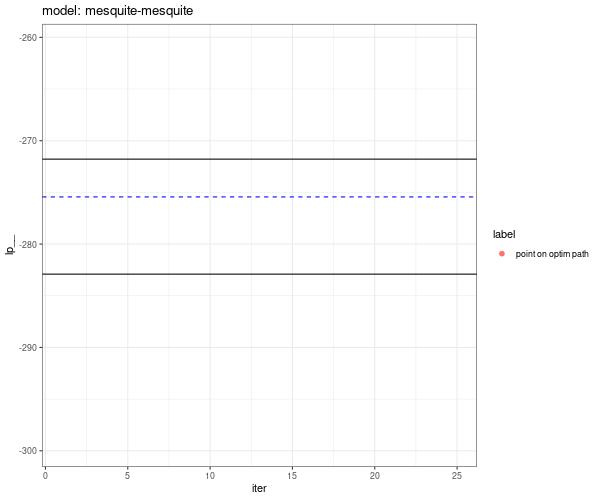 model: mesquite-mesquite
-260
-270
-280
-290
-300
lp__
0 5 10 15 20 25
iter
label
point on optim path